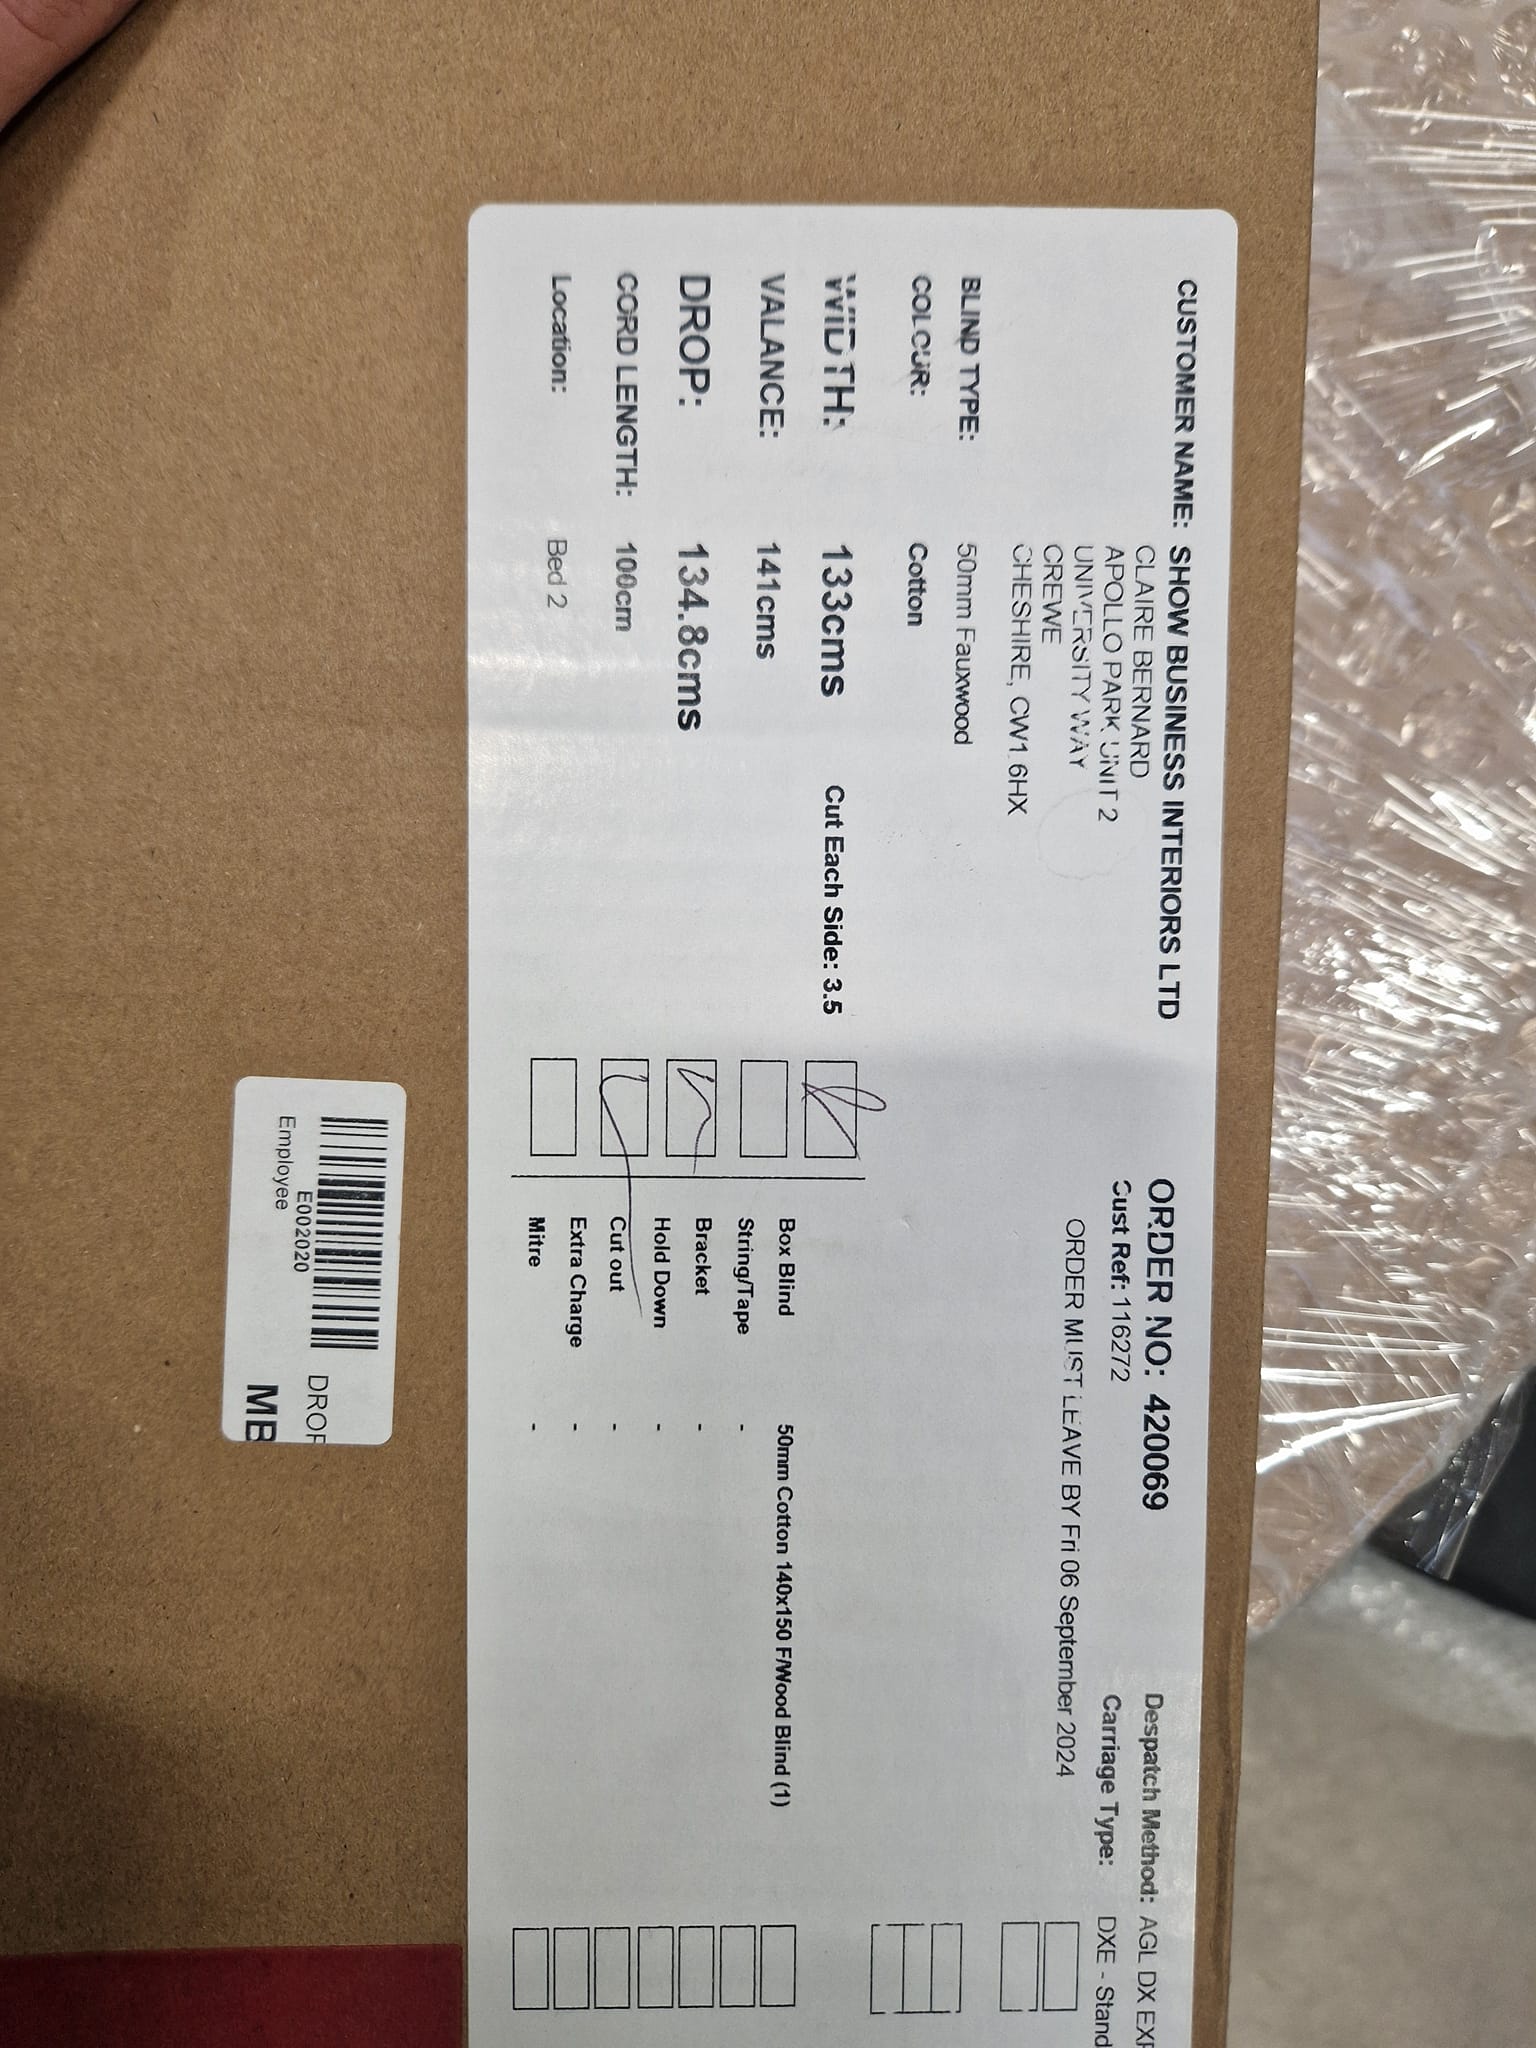 CUSTOMER NAME: SHOW BUSINESS INTERIORS LTD
CLAIRE BERNARD
APOLLO PARK UNIT 2
UNIVERSITY WAY
CREWE
CHESHIRE, CW1 6HX
ORDER NO: 420069
Cust Ref: 116272
ORDER MUST LEAVE BY Fri 06 September 2024
Despatch Method: AGL DX EXP
Carriage Type: DXE - Stand
BLIND TYPE: 50mm Fauxwood
COLOUR: Cotton
WIDTH: 133cms Cut Each Side: 3.5
VALANCE: 141cms
DROP: 134.8cms
CORD LENGTH: 100cm
Location: Bed 2
Box Blind 50mm Cotton 140x150 F/Wood Blind (1)
String/Tape -
Bracket -
Hold Down -
Cut out -
Extra Charge -
Mitre -
E002020
Employee
DROP
MB